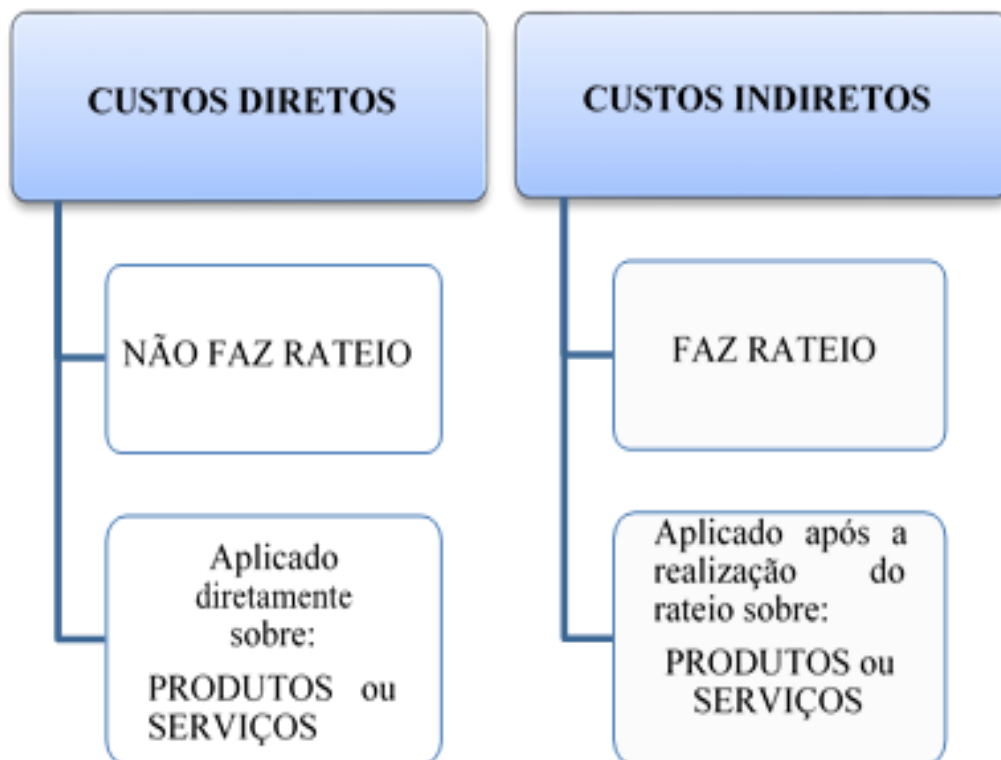 CUSTOS DIRETOS
NÃO FAZ RATEIO
Aplicado
diretamente
sobre:
PRODUTOS ou
SERVIÇOS
CUSTOS INDIRETOS
FAZ RATEIO
Aplicado após a
realização do
rateio sobre:
PRODUTOS ou
SERVIÇOS